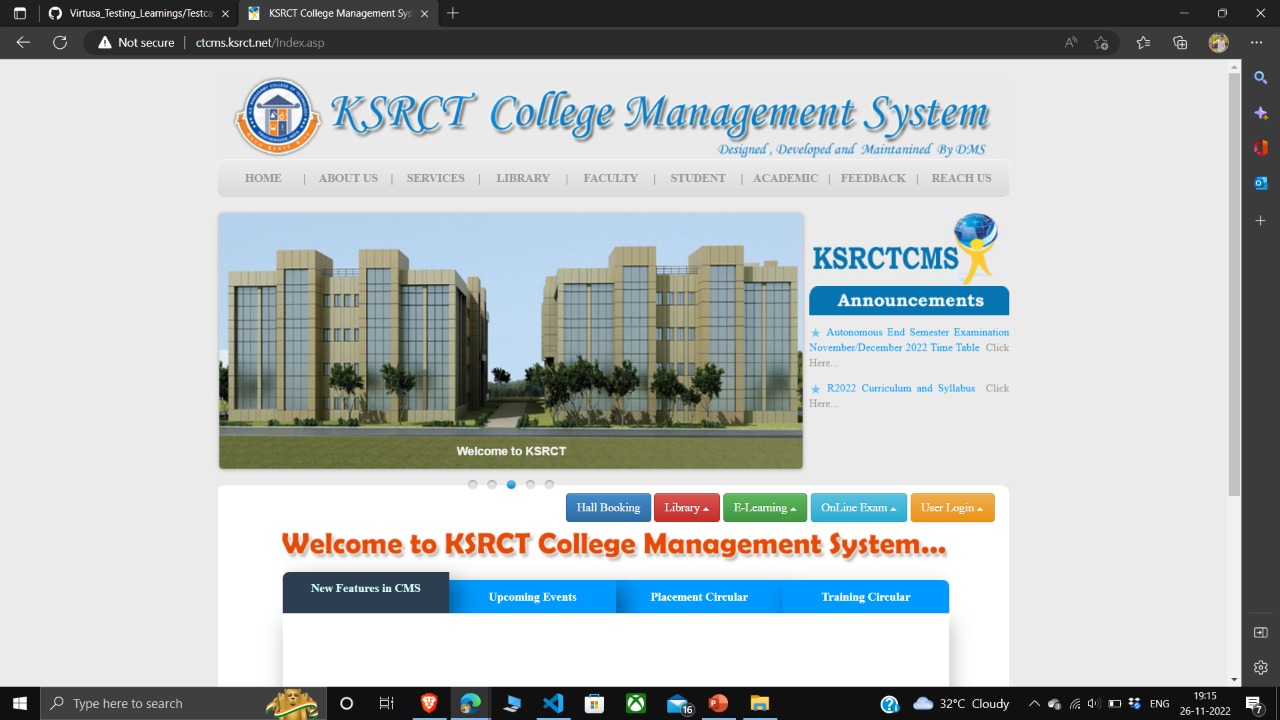 Virtusa_Testing_Learnings/Testca
KSRCT College Management Sys
Not secure
ctcms.ksrct.net/Index.asp
KSRCT College Management System
Designed , Developed and Maintanined By DMS
HOME | ABOUT US | SERVICES | LIBRARY | FACULTY | STUDENT | ACADEMIC | FEEDBACK | REACH US
KSRCTCMS
Announcements
Autonomous End Semester Examination
November/December 2022 Time Table Click
Here...
R2022 Curriculum and Syllabus Click
Here...
Welcome to KSRCT
Hall Booking Library E-Learning OnLine Exam User Login
Welcome to KSRCT College Management System...
New Features in CMS Upcoming Events Placement Circular Training Circular
Type here to search
16
32°C Cloudy
ENG
19:15
26-11-2022
7